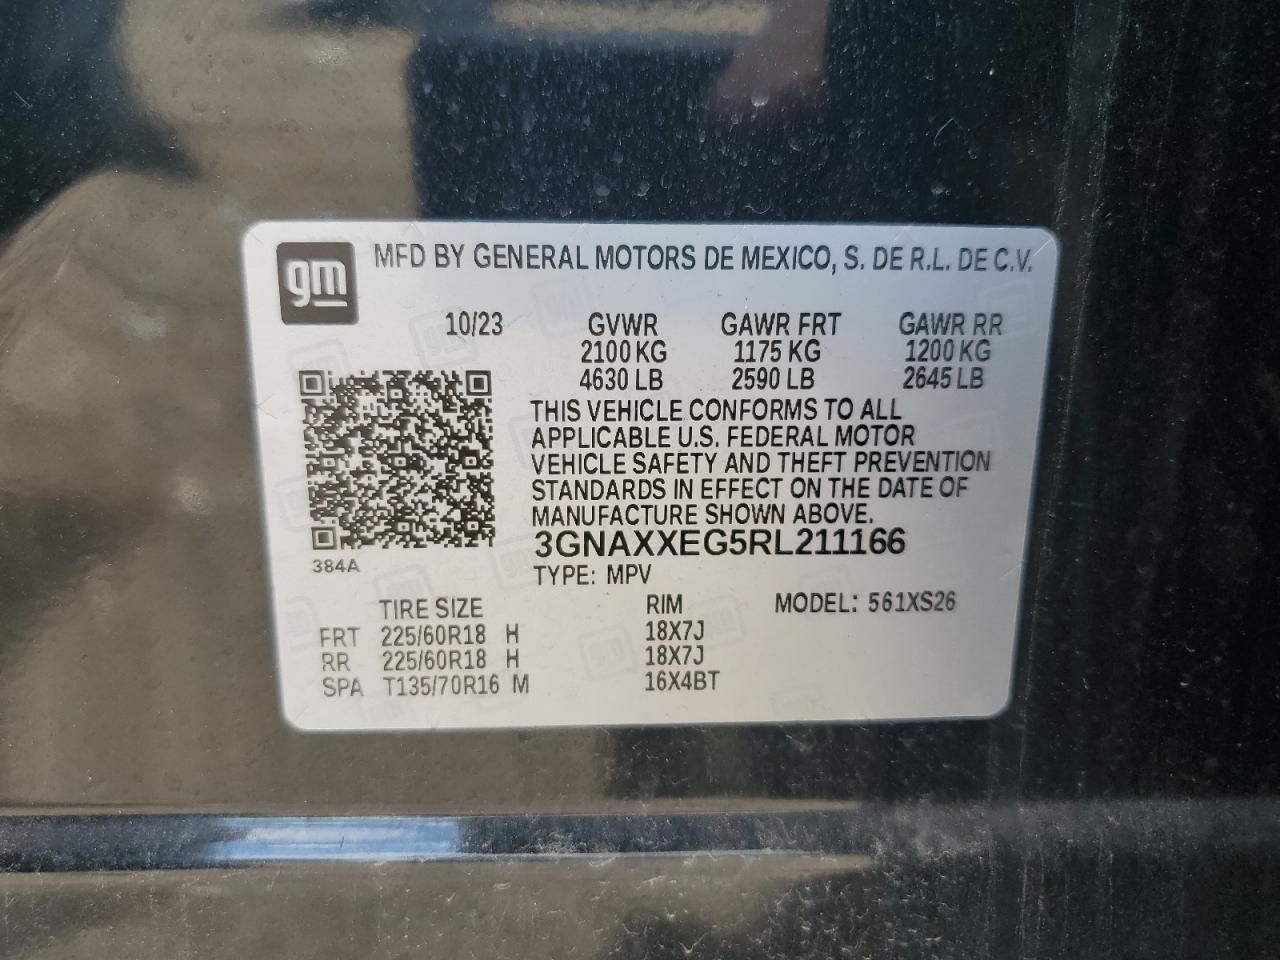 gm MFD BY GENERAL MOTORS DE MEXICO, S. DE R.L. DE C.V.
10/23 GVWR GAWR FRT GAWR RR
2100 KG 1175 KG 1200 KG
4630 LB 2590 LB 2645 LB
THIS VEHICLE CONFORMS TO ALL
APPLICABLE U.S. FEDERAL MOTOR
VEHICLE SAFETY AND THEFT PREVENTION
STANDARDS IN EFFECT ON THE DATE OF
MANUFACTURE SHOWN ABOVE.
3GNAXXEG5RL211166
384A
TYPE: MPV
TIRE SIZE RIM MODEL: 561XS26
FRT 225/60R18 H 18X7J
RR 225/60R18 H 18X7J
SPA T135/70R16 M 16X4BT